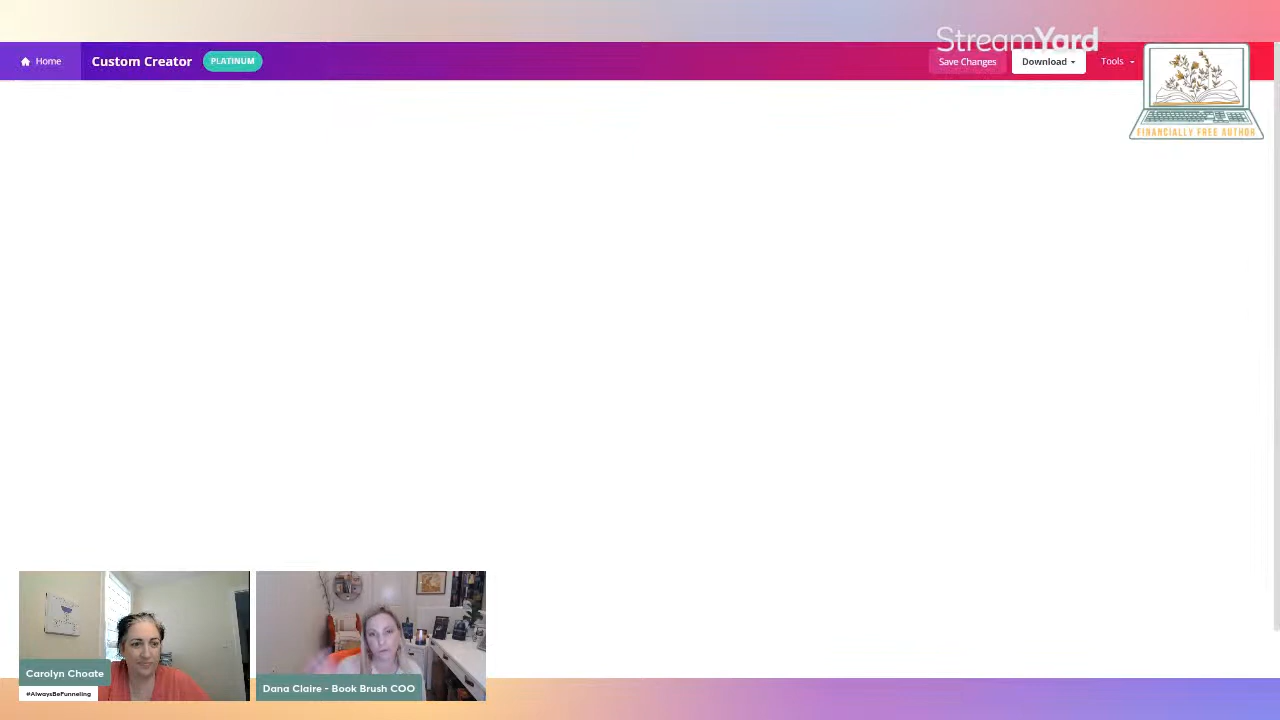 StreamYard
Home
Custom Creator
PLATINUM
Save Changes
Download
Tools
FINANCIALLY FREE AUTHOR
Carolyn Choate
#AlwaysBeFunneling
Dana Claire - Book Brush COO